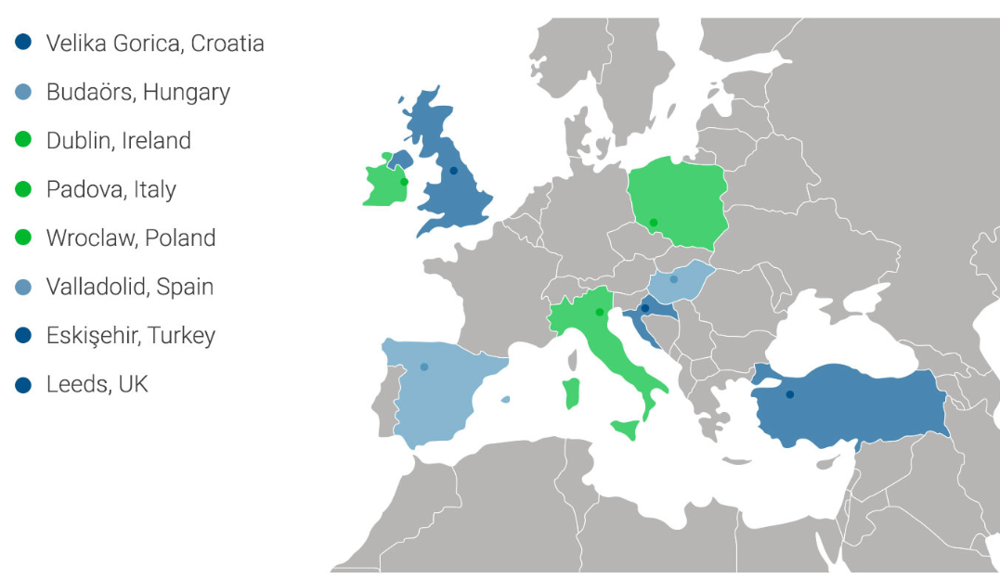 Velika Gorica, Croatia
Budaörs, Hungary
Dublin, Ireland
Padova, Italy
Wroclaw, Poland
Valladolid, Spain
Eskişehir, Turkey
Leeds, UK